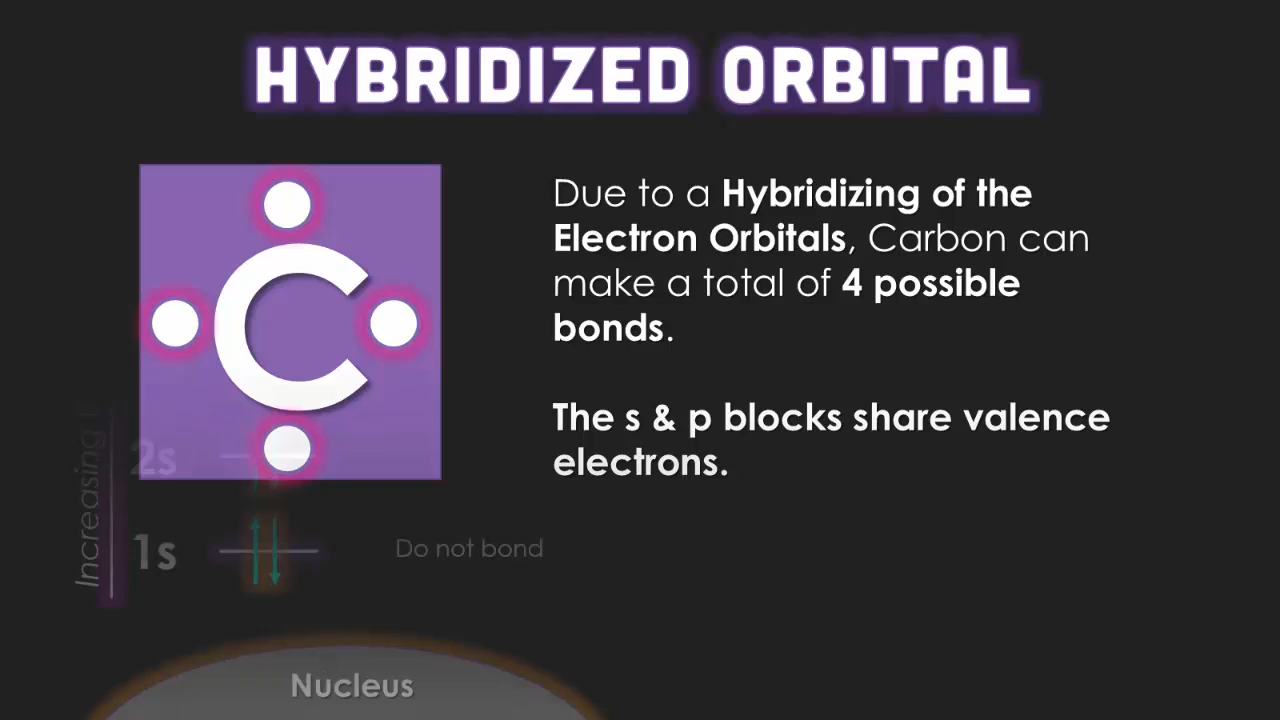 HYBRIDIZED ORBITAL
C
Due to a Hybridizing of the
Electron Orbitals, Carbon can
make a total of 4 possible
bonds.
The s & p blocks share valence
electrons.
Increasing
2s
1s
Do not bond
Nucleus